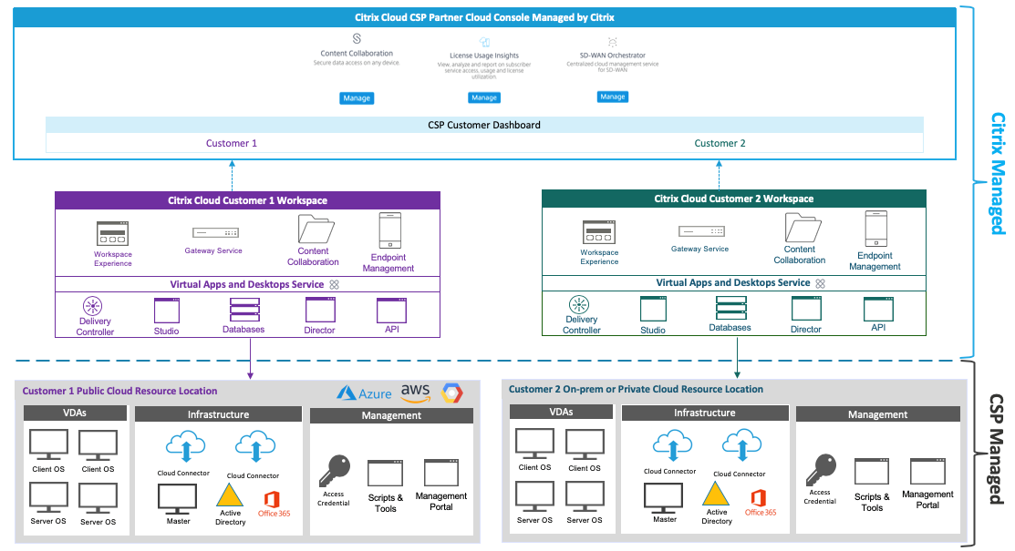 Citrix Cloud CSP Partner Cloud Console Managed by Citrix
Content Collaboration
Secure data access on any device.
Manage
License Usage Insights
View, analyze and report on subscriber
service access, usage and license
utilization.
Manage
SD-WAN Orchestrator
Centralized cloud management service
for SD-WAN
Manage
CSP Customer Dashboard
Customer 1
Customer 2
Citrix Managed
Citrix Cloud Customer 1 Workspace
Workspace
Experience
Gateway Service
Content
Collaboration
Endpoint
Management
Virtual Apps and Desktops Service
Delivery
Controller
Studio
Databases
Director
API
Citrix Cloud Customer 2 Workspace
Workspace
Experience
Gateway Service
Content
Collaboration
Endpoint
Management
Virtual Apps and Desktops Service
Delivery
Controller
Studio
Databases
Director
API
CSP Managed
Customer 1 Public Cloud Resource Location
Azure
aws
VDAs
Client OS
Client OS
Server OS
Server OS
Infrastructure
Cloud Connector
Cloud Connector
Master
Active
Directory
Office 365
Management
Access
Credential
Scripts &
Tools
Management
Portal
Customer 2 On-prem or Private Cloud Resource Location
VDAs
Client OS
Client OS
Server OS
Server OS
Infrastructure
Cloud Connector
Cloud Connector
Master
Active
Directory
Office 365
Management
Access
Credential
Scripts &
Tools
Management
Portal